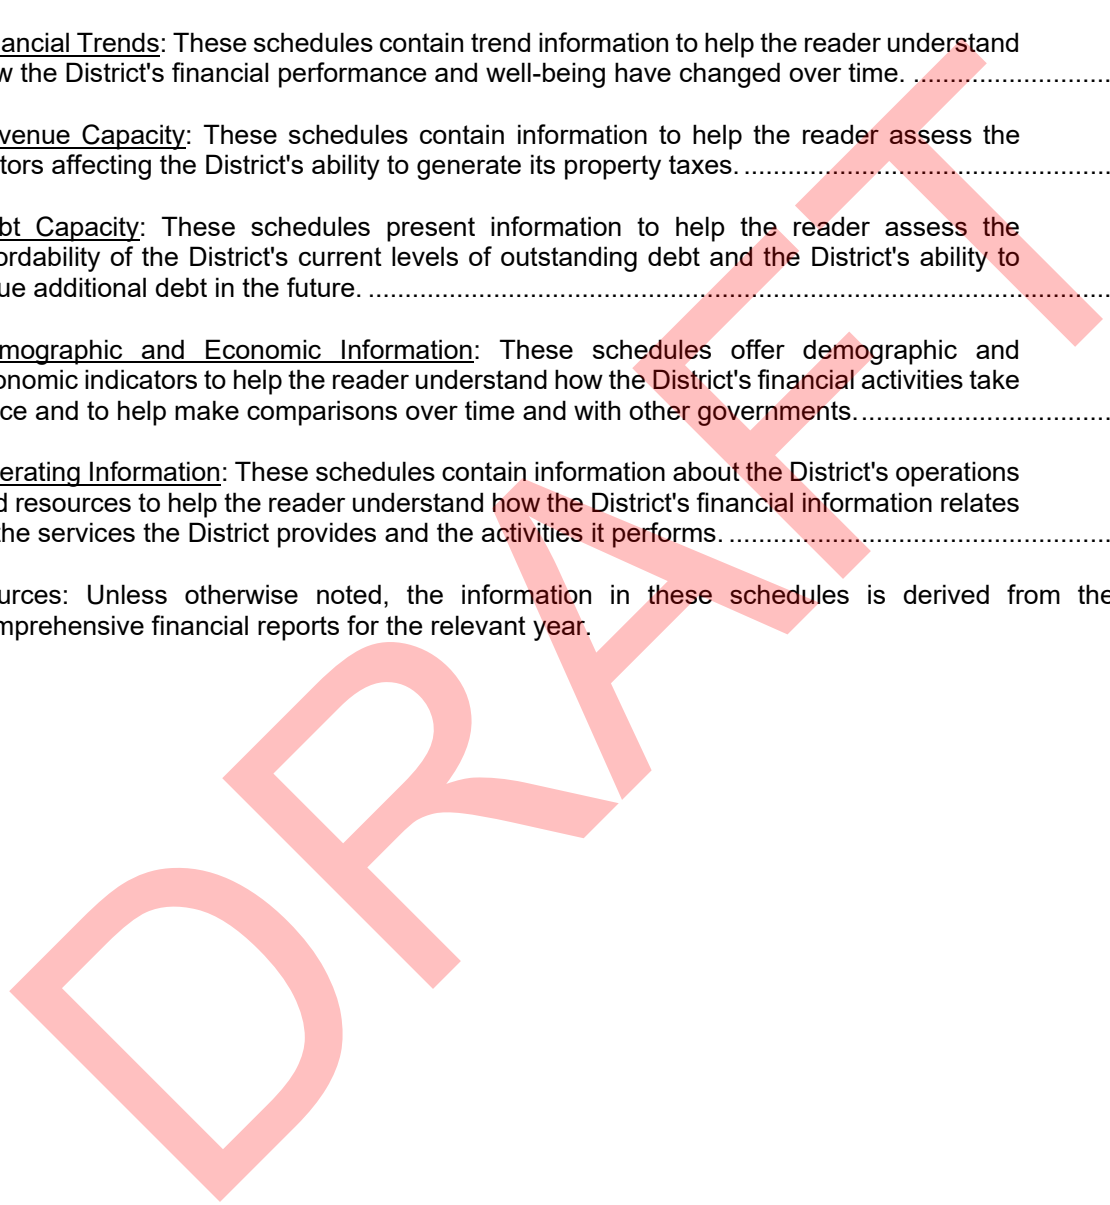 ancial Trends: These schedules contain trend information to help the reader understand
w the District's financial performance and well-being have changed over time. ........................
venue Capacity: These schedules contain information to help the reader assess the
tors affecting the District's ability to generate its property taxes. ............................................
bt Capacity: These schedules present information to help the reader assess the
ordability of the District's current levels of outstanding debt and the District's ability to
ue additional debt in the future. ..........................................................................................
mographic and Economic Information: These schedules offer demographic and
onomic indicators to help the reader understand how the District's financial activities take
ce and to help make comparisons over time and with other governments. ..............................
erating Information: These schedules contain information about the District's operations
d resources to help the reader understand how the District's financial information relates
the services the District provides and the activities it performs. ..............................................
urces: Unless otherwise noted, the information in these schedules is derived from the
mprehensive financial reports for the relevant year.
DRAFT